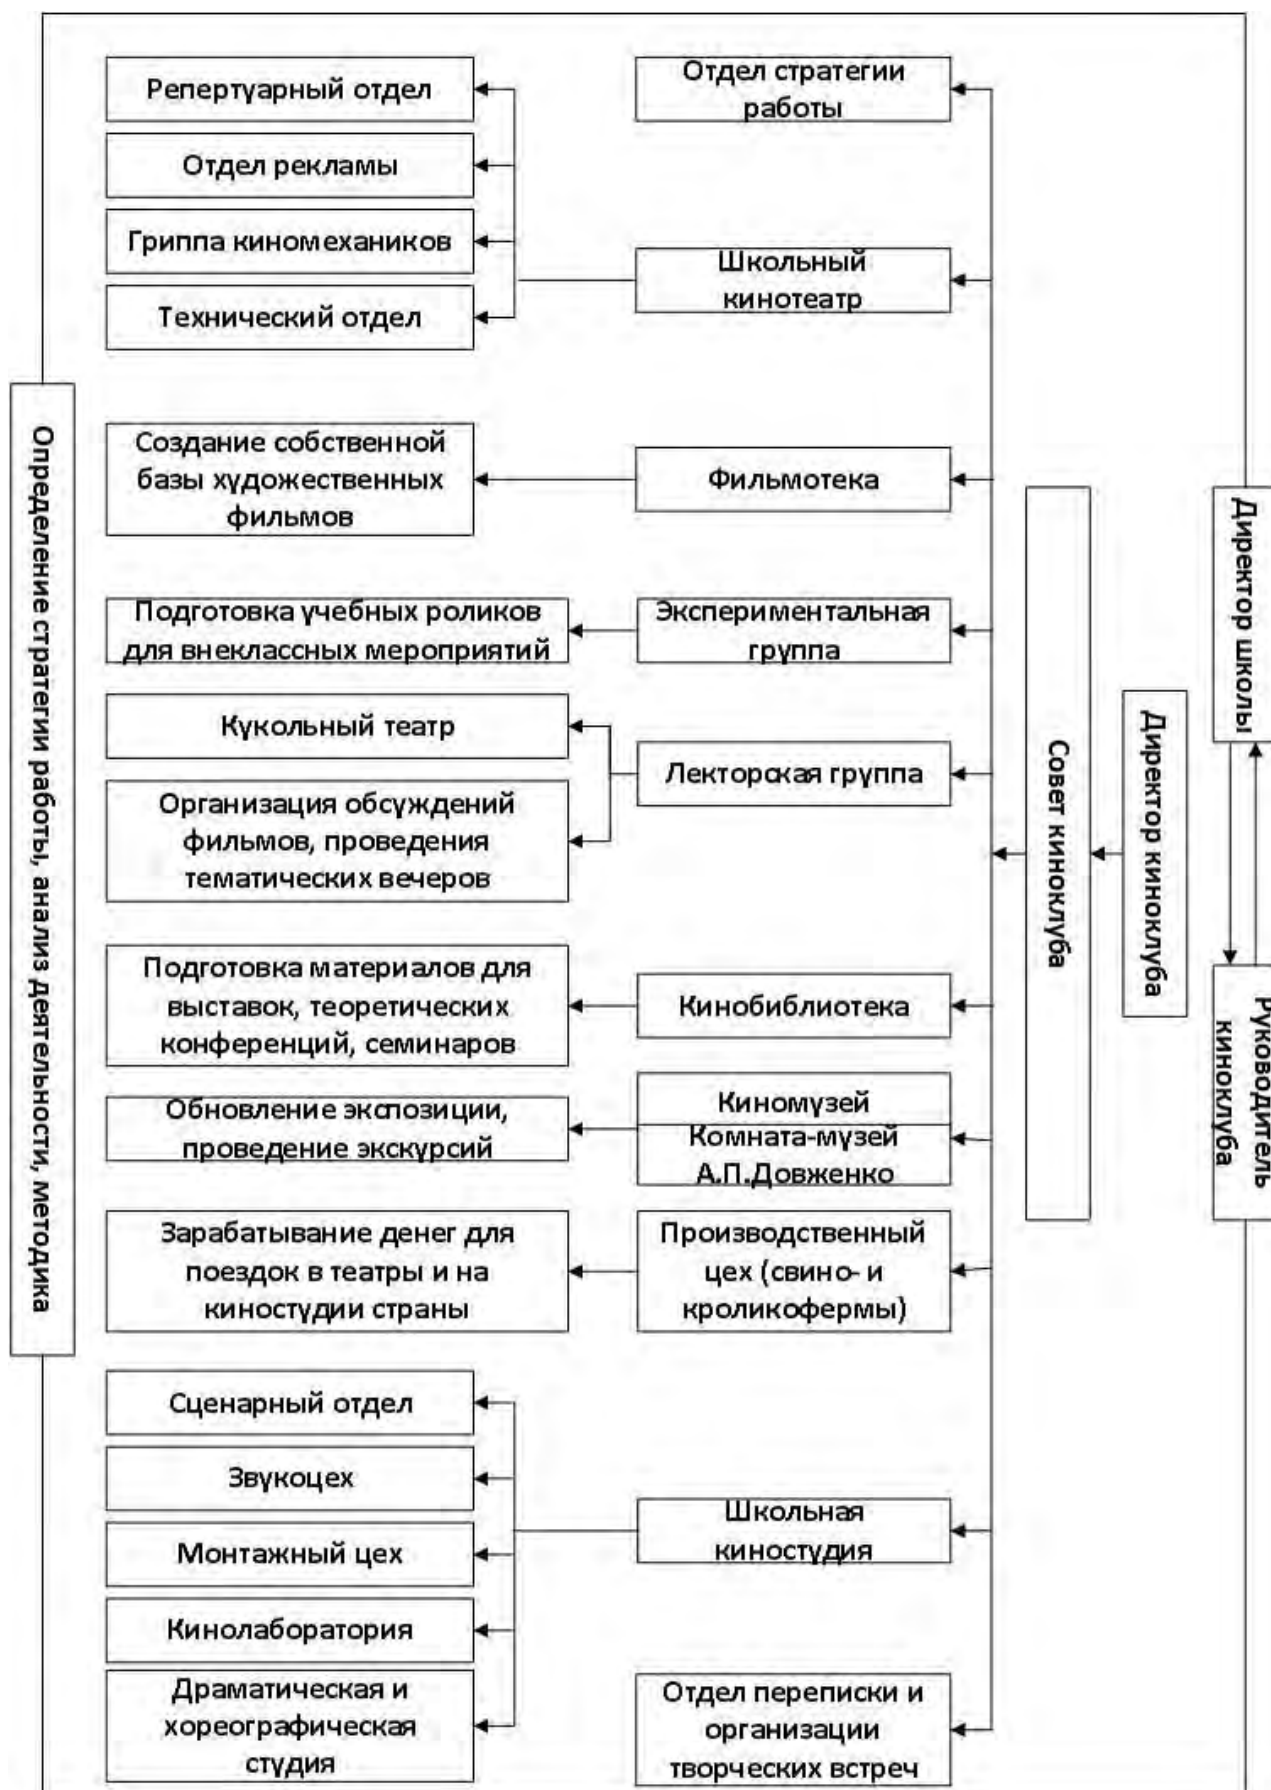 Репертуарный отдел
Отдел рекламы
Гриппа киномехаников
Технический отдел
Создание собственной
базы художественных
фильмов
Подготовка учебных роликов
для внеклассных мероприятий
Кукольный театр
Организация обсуждений
фильмов, проведения
тематических вечеров
Подготовка материалов для
выставок, теоретических
конференций, семинаров
Обновление экспозиции,
проведение экскурсий
Зарабатывание денег для
поездок в театры и на
киностудии страны
Сценарный отдел
Звукоцех
Монтажный цех
Кинолаборатория
Драматическая и
хореографическая
студия
Отдел стратегии
работы
Школьный
кинотеатр
Фильмотека
Экспериментальная
группа
Лекторская группа
Кинобиблиотека
Киномузей
Комната-музей
А.П.Довженко
Производственный
цех (свино- и
кроликофермы)
Школьная
киностудия
Отдел переписки и
организации
творческих встреч
Определение стратегии работы, анализ деятельности, методика
Совет киноклуба
Директор киноклуба
Директор школы
Руководитель
киноклуба